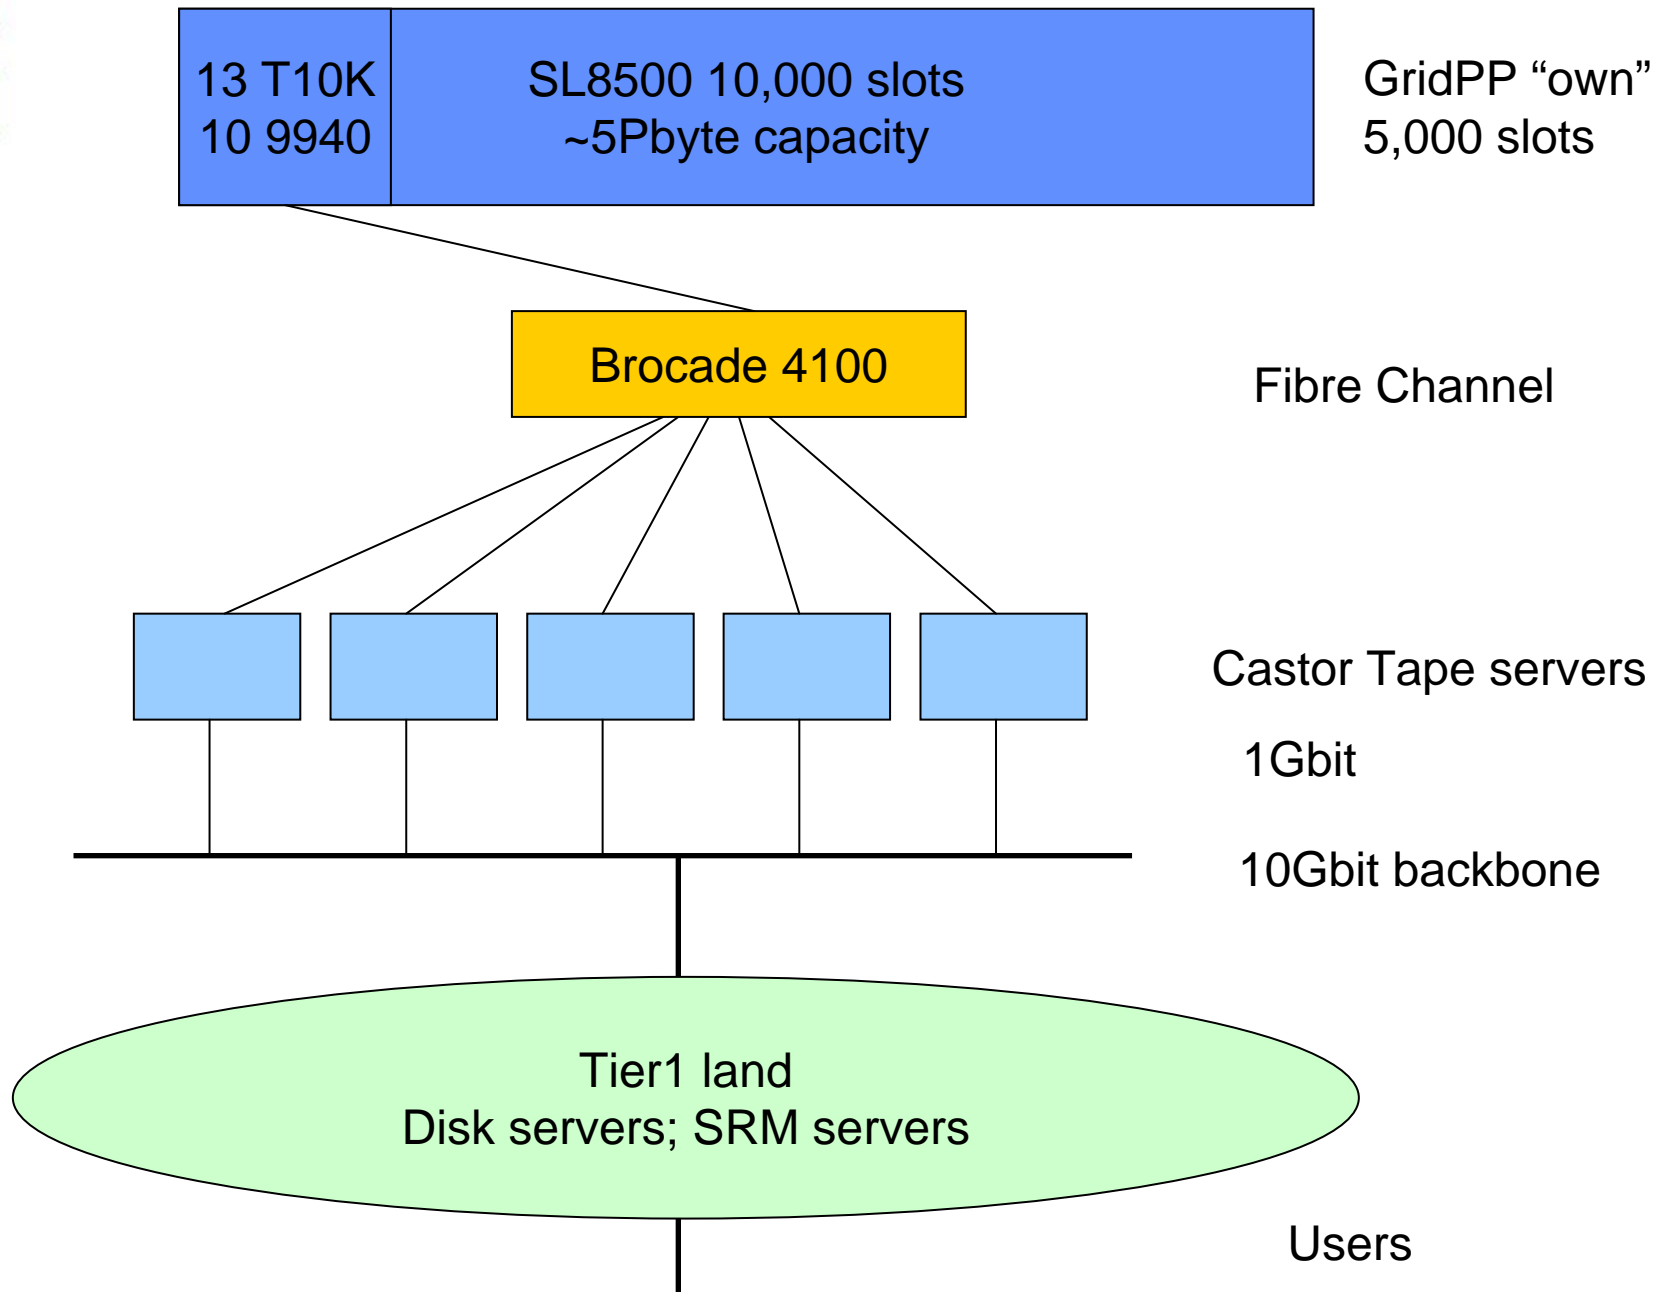 13 T10K
10 9940
SL8500 10,000 slots
~5Pbyte capacity
GridPP “own”
5,000 slots
Brocade 4100
Fibre Channel
Castor Tape servers
1Gbit
10Gbit backbone
Tier1 land
Disk servers; SRM servers
Users